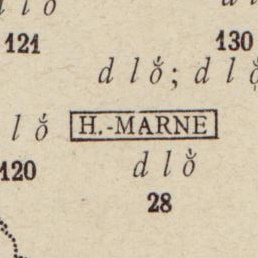 d l ó
121
130
d l ǒ́; d l ǒ́
l ǒ́
H.-MARNE
120
d l ǒ́
28